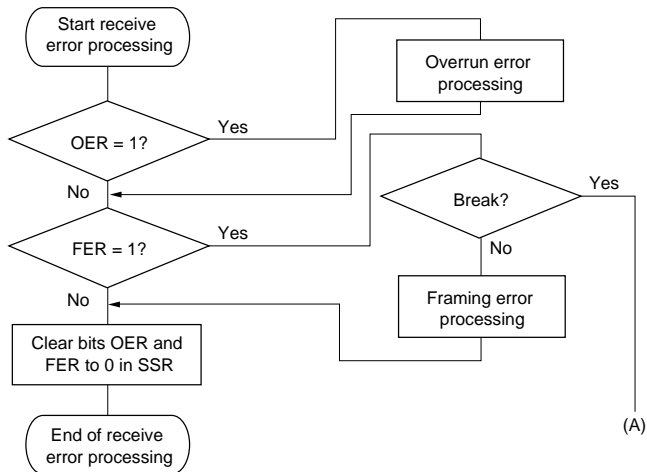 Start receive
error processing
Overrun error
processing
OER = 1?
Yes
No
Break?
Yes
FER = 1?
Yes
No
No
Framing error
processing
Clear bits OER and
FER to 0 in SSR
(A)
End of receive
error processing